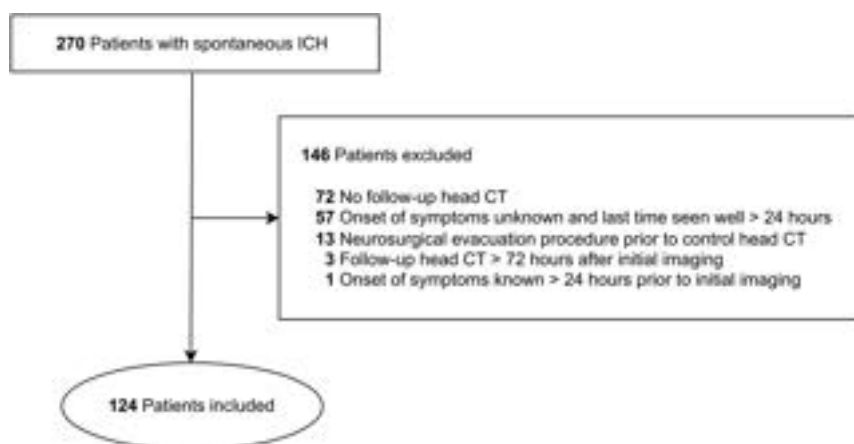 270 Patients with spontaneous ICH
146 Patients excluded
72 No follow-up head CT
57 Onset of symptoms unknown and last time seen well > 24 hours
13 Neurosurgical evacuation procedure prior to control head CT
3 Follow-up head CT > 72 hours after initial imaging
1 Onset of symptoms known > 24 hours prior to initial imaging
124 Patients included